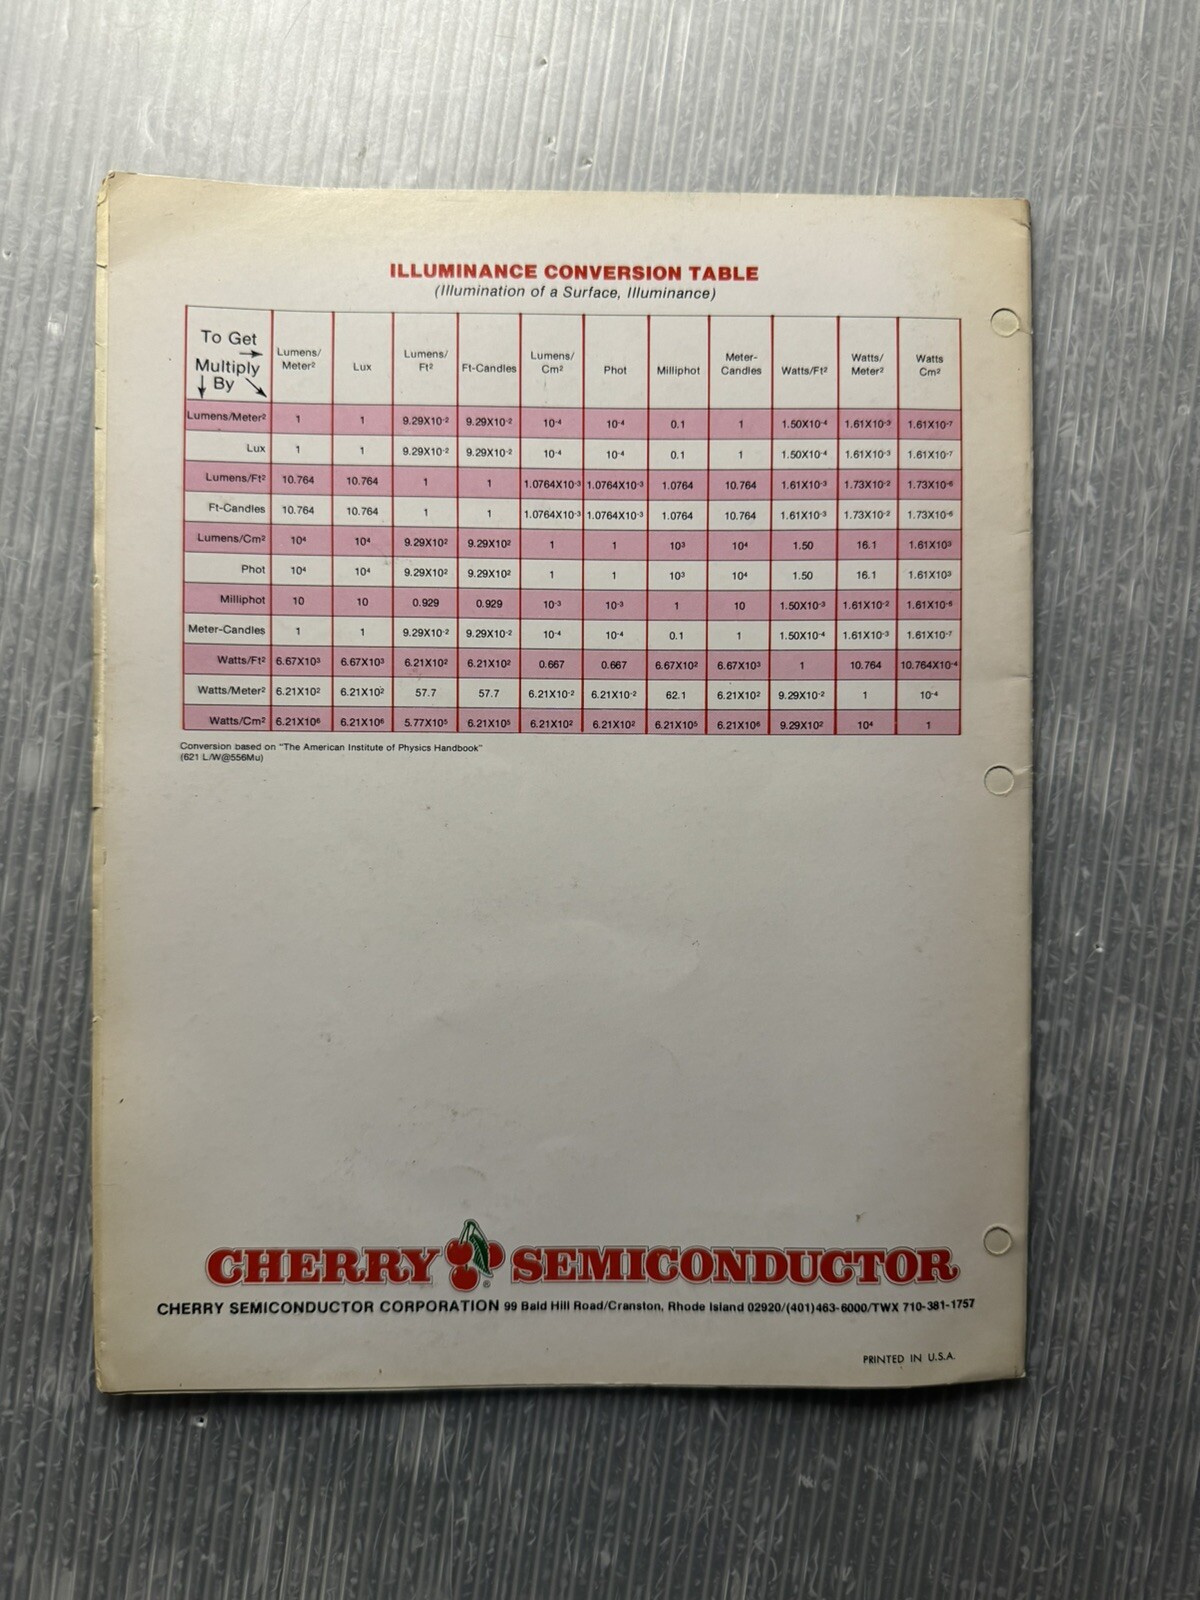 ILLUMINANCE CONVERSION TABLE
(Illumination of a Surface, Illuminance)
To Get → Multiply ↓ By ↘ Lumens/Meter² Lux Lumens/Ft² Ft-Candles Lumens/Cm² Phot Milliphot Meter-Candles Watts/Ft² Watts/Meter² Watts Cm²
Lumens/Meter² 1 1 9.29X10⁻² 9.29X10⁻² 10⁻⁴ 10⁻⁴ 0.1 1 1.50X10⁻⁴ 1.61X10⁻³ 1.61X10⁻⁷
Lux 1 1 9.29X10⁻² 9.29X10⁻² 10⁻⁴ 10⁻⁴ 0.1 1 1.50X10⁻⁴ 1.61X10⁻³ 1.61X10⁻⁷
Lumens/Ft² 10.764 10.764 1 1 1.0764X10⁻³ 1.0764X10⁻³ 1.0764 10.764 1.61X10⁻³ 1.73X10⁻² 1.73X10⁻⁶
Ft-Candles 10.764 10.764 1 1 1.0764X10⁻³ 1.0764X10⁻³ 1.0764 10.764 1.61X10⁻³ 1.73X10⁻² 1.73X10⁻⁶
Lumens/Cm² 10⁴ 10⁴ 9.29X10² 9.29X10² 1 1 10³ 10⁴ 1.50 16.1 1.61X10³
Phot 10⁴ 10⁴ 9.29X10² 9.29X10² 1 1 10³ 10⁴ 1.50 16.1 1.61X10³
Milliphot 10 10 0.929 0.929 10⁻³ 10⁻³ 1 10 1.50X10⁻³ 1.61X10⁻² 1.61X10⁻⁶
Meter-Candles 1 1 9.29X10⁻² 9.29X10⁻² 10⁻⁴ 10⁻⁴ 0.1 1 1.50X10⁻⁴ 1.61X10⁻³ 1.61X10⁻⁷
Watts/Ft² 6.67X10³ 6.67X10³ 6.21X10² 6.21X10² 0.667 0.667 6.67X10² 6.67X10³ 1 10.764 10.764X10⁻⁴
Watts/Meter² 6.21X10² 6.21X10² 57.7 57.7 6.21X10⁻² 6.21X10⁻² 62.1 6.21X10² 9.29X10⁻² 1 10⁻⁴
Watts/Cm² 6.21X10⁶ 6.21X10⁶ 5.77X10⁵ 6.21X10⁵ 6.21X10² 6.21X10² 6.21X10⁵ 6.21X10⁶ 9.29X10² 10⁴ 1
Conversion based on "The American Institute of Physics Handbook"
(621 L/W@556Mu)
CHERRY SEMICONDUCTOR
®
CHERRY SEMICONDUCTOR CORPORATION 99 Bald Hill Road/Cranston, Rhode Island 02920/(401)463-6000/TWX 710-381-1757
PRINTED IN U.S.A.